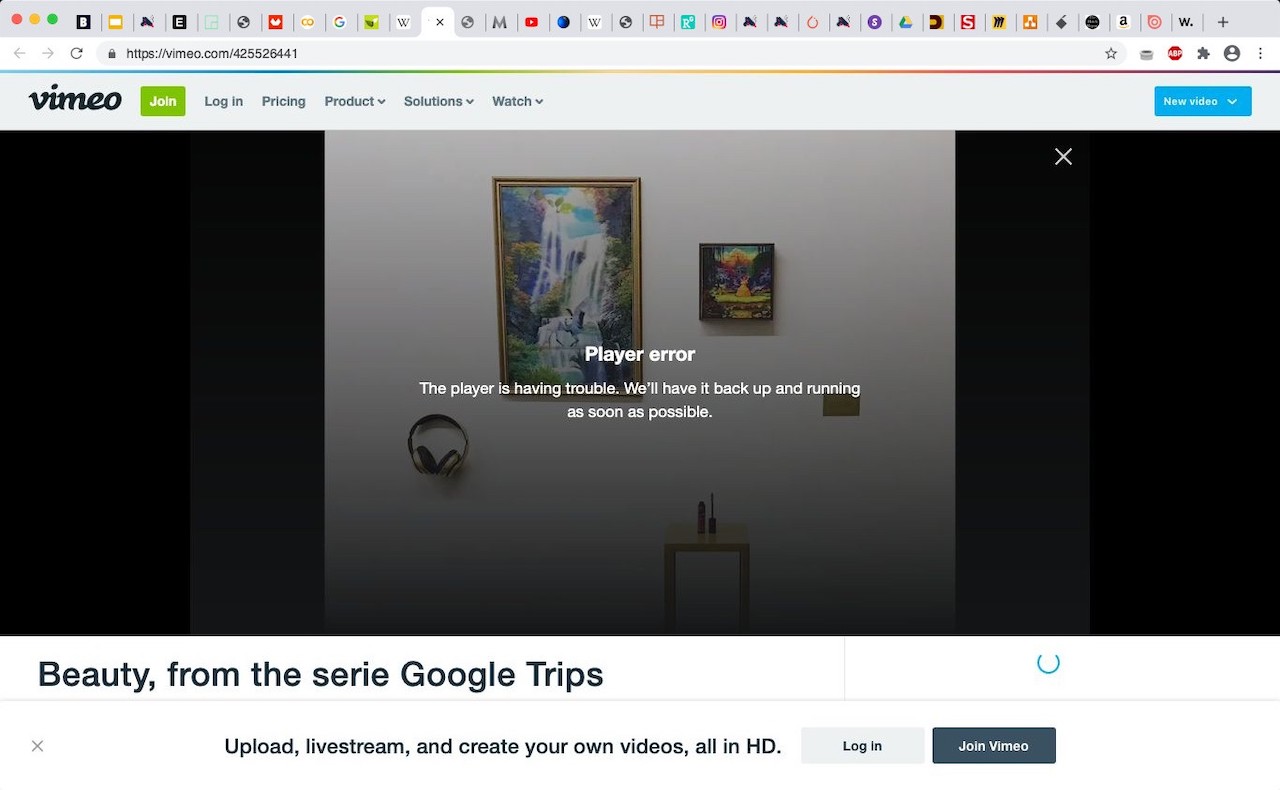 https://vimeo.com/425526441
vimeo Join Log in Pricing Product Solutions Watch New video
Player error
The player is having trouble. We'll have it back up and running
as soon as possible.
Beauty, from the serie Google Trips
Upload, livestream, and create your own videos, all in HD. Log in Join Vimeo